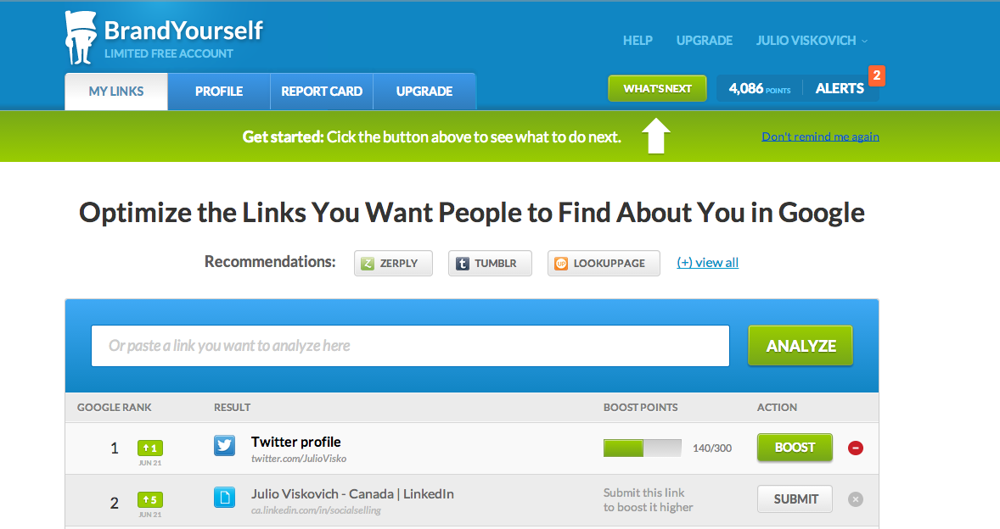 BrandYourself
LIMITED FREE ACCOUNT
HELP UPGRADE JULIO VISKOVICH
MY LINKS PROFILE REPORT CARD UPGRADE WHAT'S NEXT 4,086 POINTS ALERTS 2
Get started: Cick the button above to see what to do next. Don't remind me again
Optimize the Links You Want People to Find About You in Google
Recommendations: Z ZERPLY t TUMBLR UP LOOKUPPAGE (+) view all
Or paste a link you want to analyze here ANALYZE
GOOGLE RANK RESULT BOOST POINTS ACTION
1 1 Twitter profile 140/300 BOOST
JUN 21 twitter.com/JulioVisko
2 5 Julio Viskovich - Canada | LinkedIn Submit this link SUBMIT
JUN 21 ca.linkedin.com/in/socialselling to boost it higher